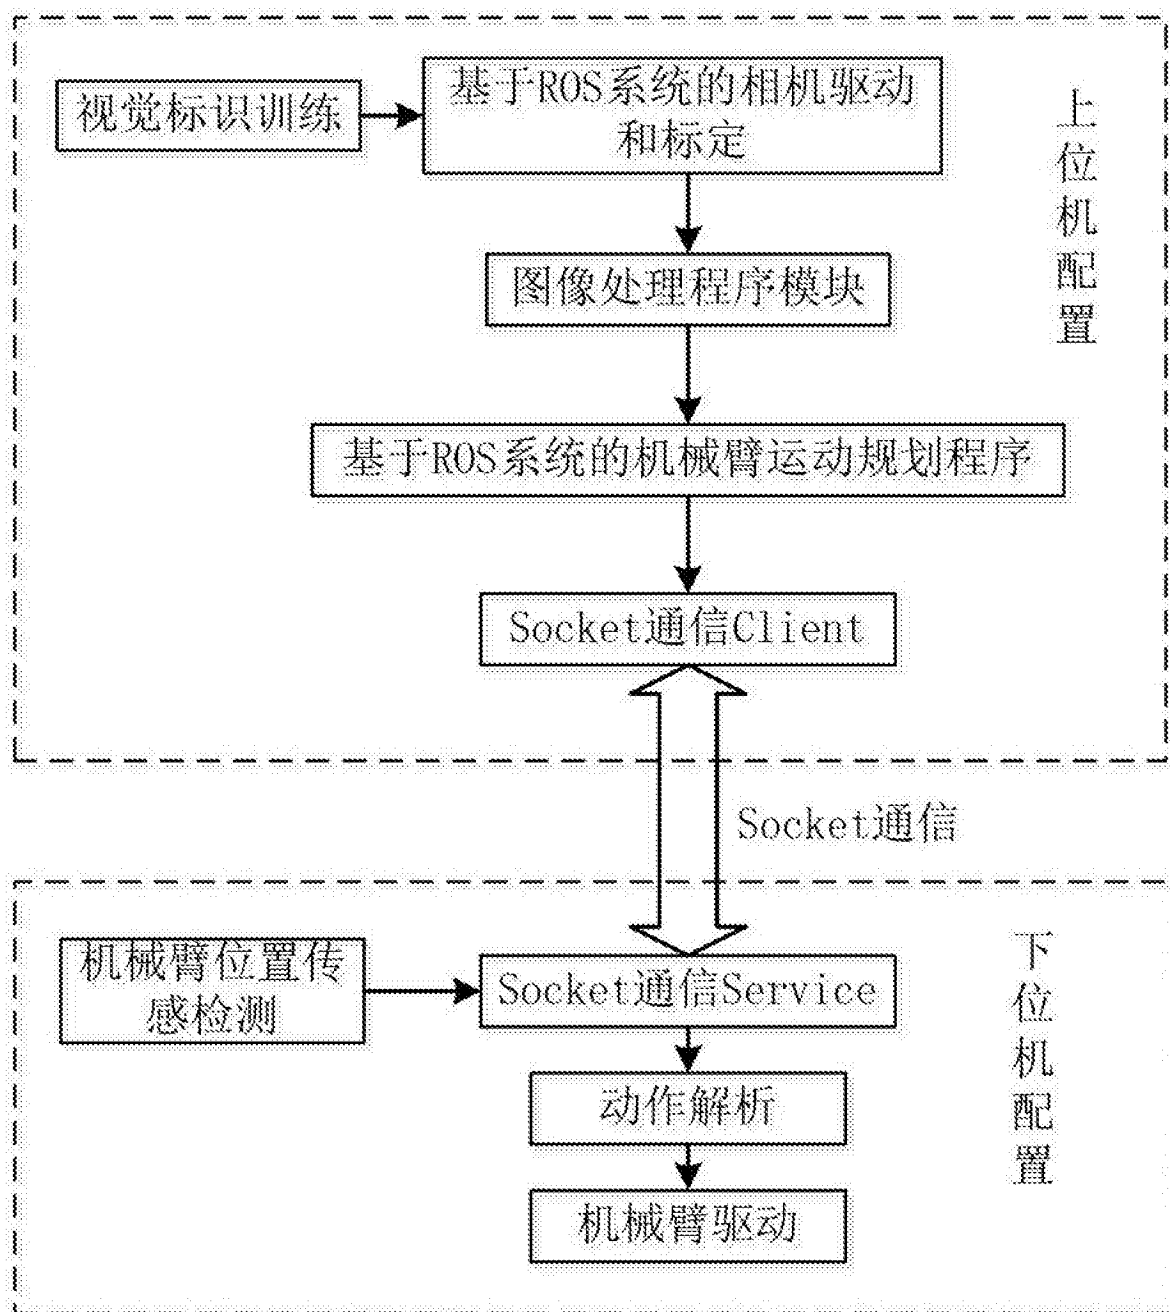 视觉标识训练
基于ROS系统的相机驱动
和标定
上位机配置
图像处理程序模块
基于ROS系统的机械臂运动规划程序
Socket通信Client
Socket通信
机械臂位置传
感检测
Socket通信Service
下位机配置
动作解析
机械臂驱动